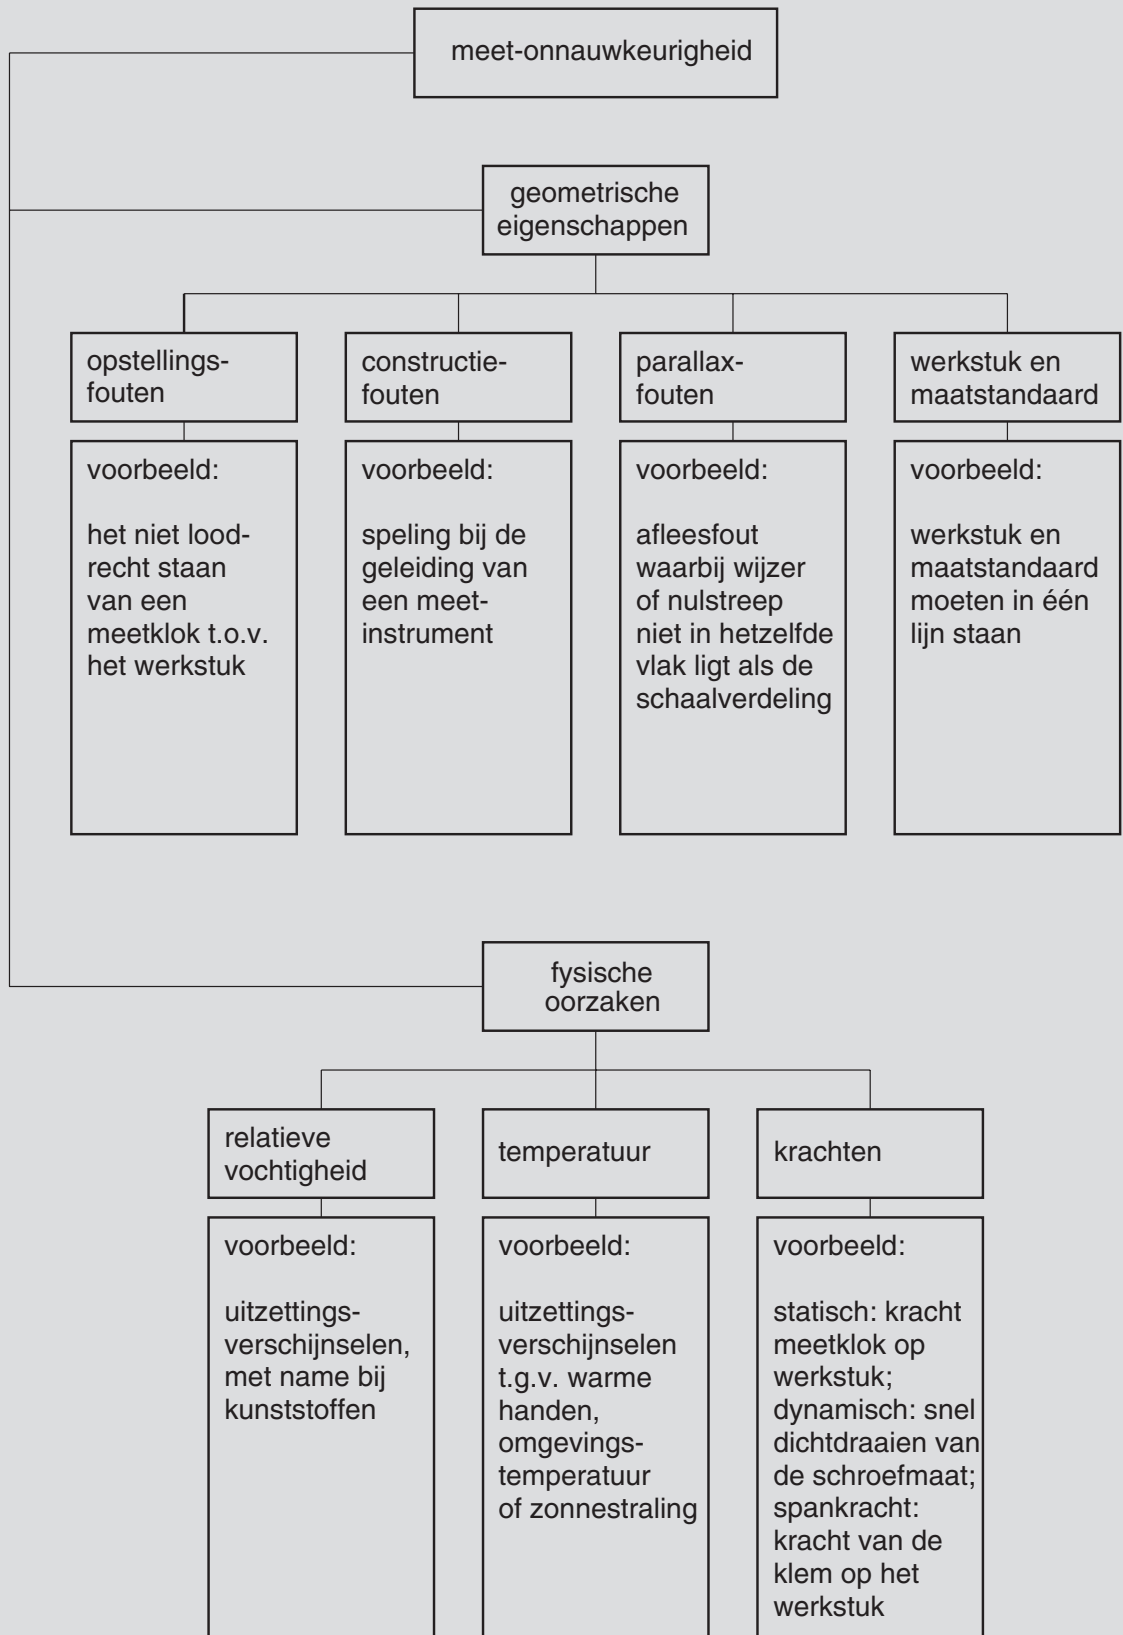 meet-onnauwkeurigheid
geometrische
eigenschappen
opstellings-
fouten
constructie-
fouten
parallax-
fouten
werkstuk en
maatstandaard
voorbeeld:
het niet lood-
recht staan
van een
meetklok t.o.v.
het werkstuk
voorbeeld:
speling bij de
geleiding van
een meet-
instrument
voorbeeld:
afleesfout
waarbij wijzer
of nulstreep
niet in hetzelfde
vlak ligt als de
schaalverdeling
voorbeeld:
werkstuk en
maatstandaard
moeten in één
lijn staan
fysische
oorzaken
relatieve
vochtigheid
temperatuur
krachten
voorbeeld:
uitzettings-
verschijnselen,
met name bij
kunststoffen
voorbeeld:
uitzettings-
verschijnselen
t.g.v. warme
handen,
omgevings-
temperatuur
of zonnestraling
voorbeeld:
statisch: kracht
meetklok op
werkstuk;
dynamisch: snel
dichtdraaien van
de schroefmaat;
spankracht:
kracht van de
klem op het
werkstuk